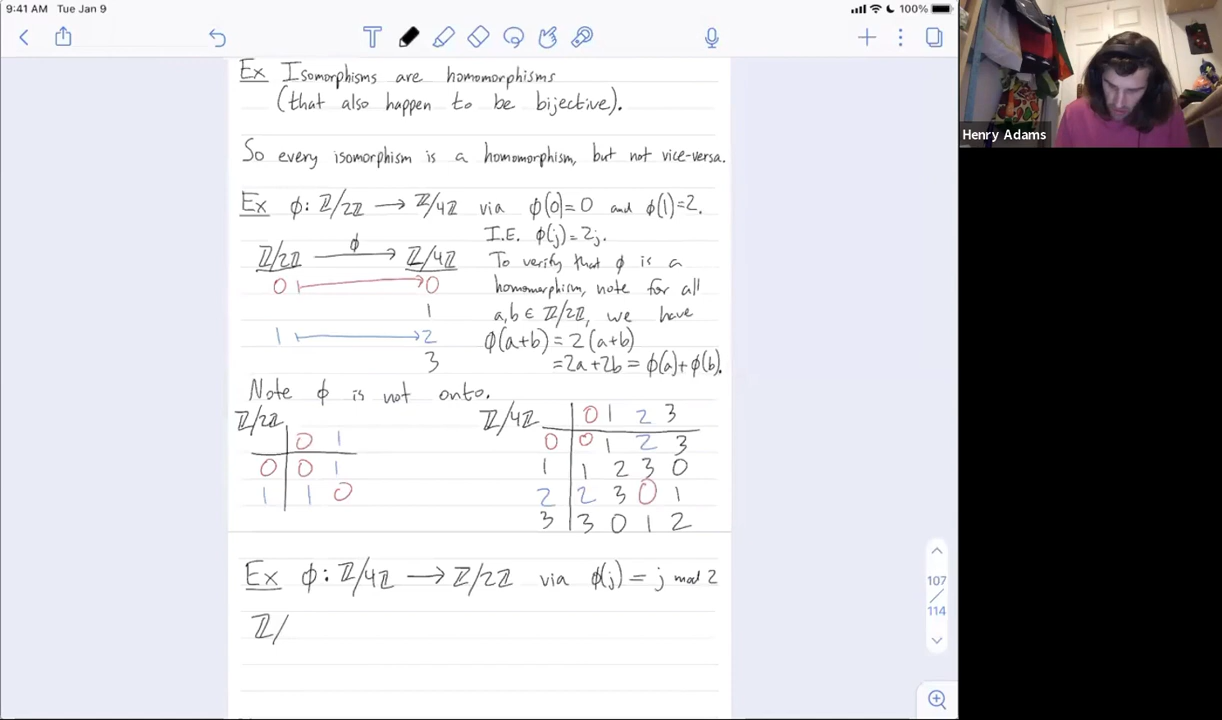 9:41 AM Tue Jan 9
100%
Ex Isomorphisms are homomorphisms
(that also happen to be bijective).
So every isomorphism is a homomorphism, but not vice-versa.
Ex ϕ: ℤ/2ℤ → ℤ/4ℤ via ϕ(0)=0 and ϕ(1)=2.
I.E. ϕ(j)=2j.
ℤ/2ℤ ϕ→ ℤ/4ℤ
0 ↦ 0
1
1 ↦ 2
3
To verify that ϕ is a
homomorphism, note for all
a,b ∈ ℤ/2ℤ, we have
ϕ(a+b) = 2(a+b)
=2a+2b = ϕ(a)+ϕ(b).
Note ϕ is not onto.
ℤ/2ℤ
0 1
0 0 1
1 1 0
ℤ/4ℤ 0 1 2 3
0 0 1 2 3
1 1 2 3 0
2 2 3 0 1
3 3 0 1 2
Ex ϕ: ℤ/4ℤ → ℤ/2ℤ via ϕ(j) = j mod 2
ℤ/
107
/
114
Henry Adams